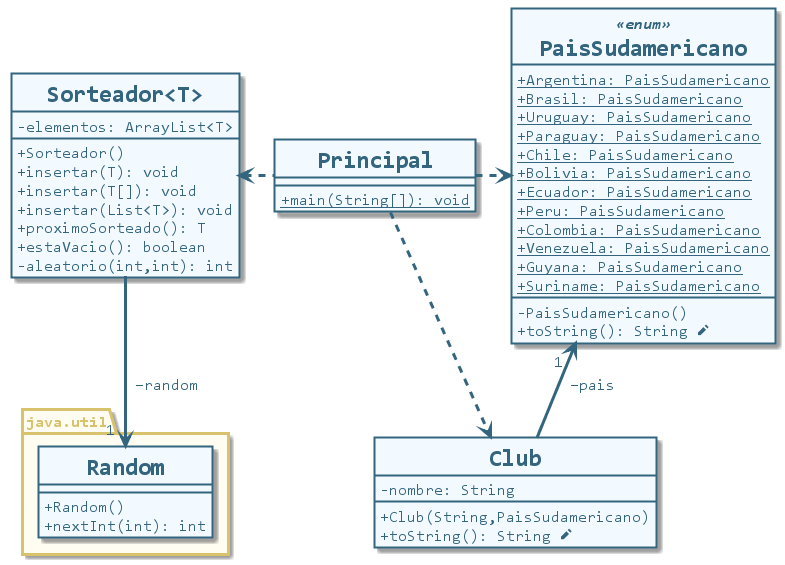 «enum»
PaisSudamericano
+Argentina: PaisSudamericano
+Brasil: PaisSudamericano
+Uruguay: PaisSudamericano
+Paraguay: PaisSudamericano
+Chile: PaisSudamericano
+Bolivia: PaisSudamericano
+Ecuador: PaisSudamericano
+Peru: PaisSudamericano
+Colombia: PaisSudamericano
+Venezuela: PaisSudamericano
+Guyana: PaisSudamericano
+Suriname: PaisSudamericano
-PaisSudamericano()
+toString(): String
Sorteador<T>
-elementos: ArrayList<T>
+Sorteador()
+insertar(T): void
+insertar(T[]): void
+insertar(List<T>): void
+proximoSorteado(): T
+estaVacio(): boolean
-aleatorio(int,int): int
Principal
+main(String[]): void
1
-pais
-random
java.util
1
Random
+Random()
+nextInt(int): int
Club
-nombre: String
+Club(String,PaisSudamericano)
+toString(): String